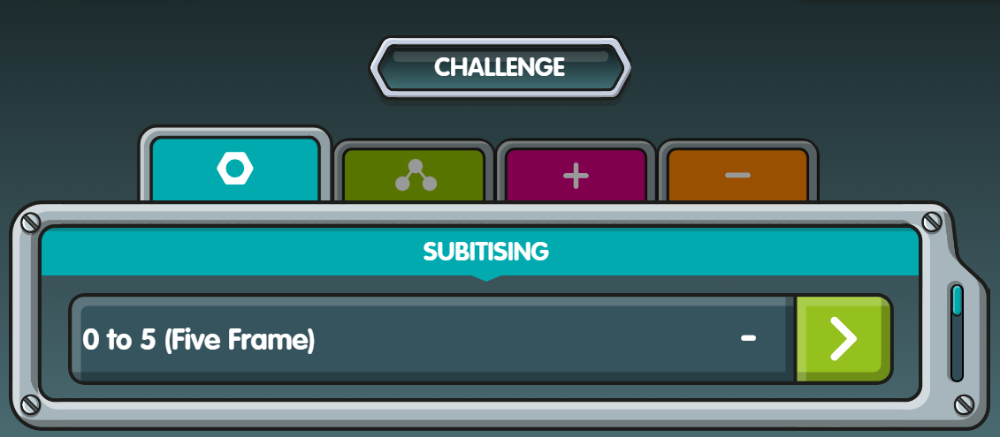 CHALLENGE
+
-
SUBITISING
0 to 5 (Five Frame)
-